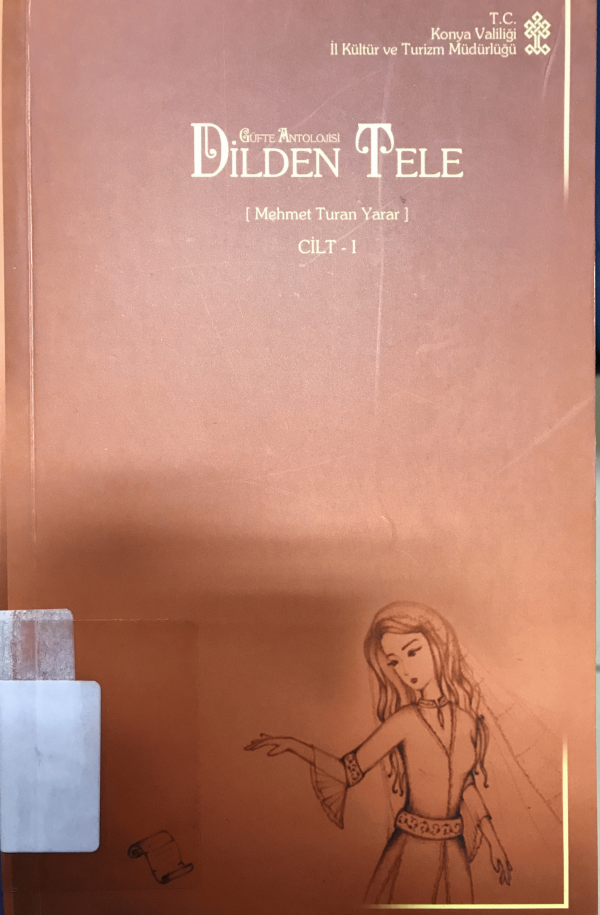 T.C.
Konya Valiliği
İl Kültür ve Turizm Müdürlüğü
GÜFTE ANTOLOJİSİ
DİLDEN TELE
[ Mehmet Turan Yarar ]
CİLT - I